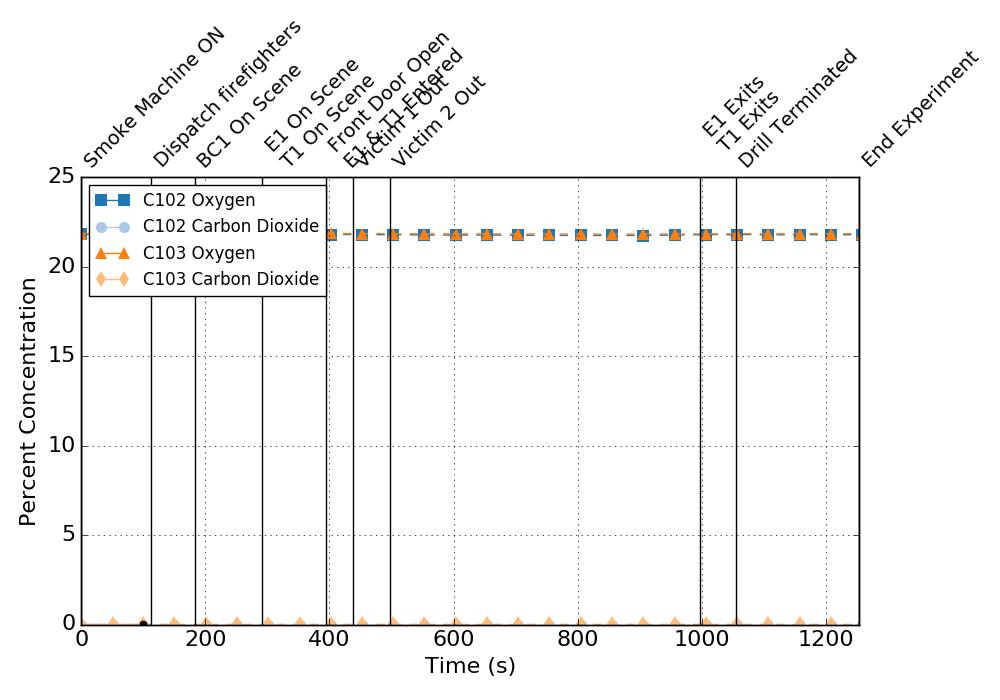 Smoke Machine ON
Dispatch firefighters
BC1 On Scene
E1 On Scene
T1 On Scene
Front Door Open
E1 & T1 Entered
Victim 1 Out
Victim 2 Out
E1 Exits
T1 Exits
Drill Terminated
End Experiment
25
20
15
10
5
0
Percent Concentration
C102 Oxygen
C102 Carbon Dioxide
C103 Oxygen
C103 Carbon Dioxide
0 200 400 600 800 1000 1200
Time (s)